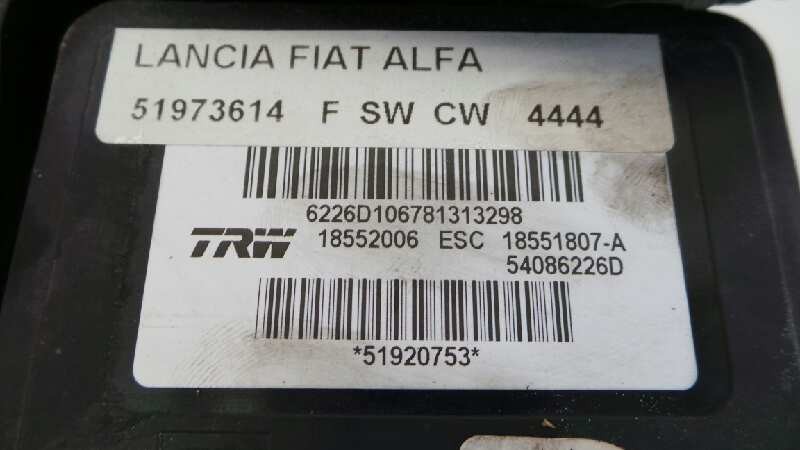 LANCIA FIAT ALFA
51973614 F SW CW 4444
6226D106781313298
TRW 18552006 ESC 18551807-A
54086226D
*51920753*